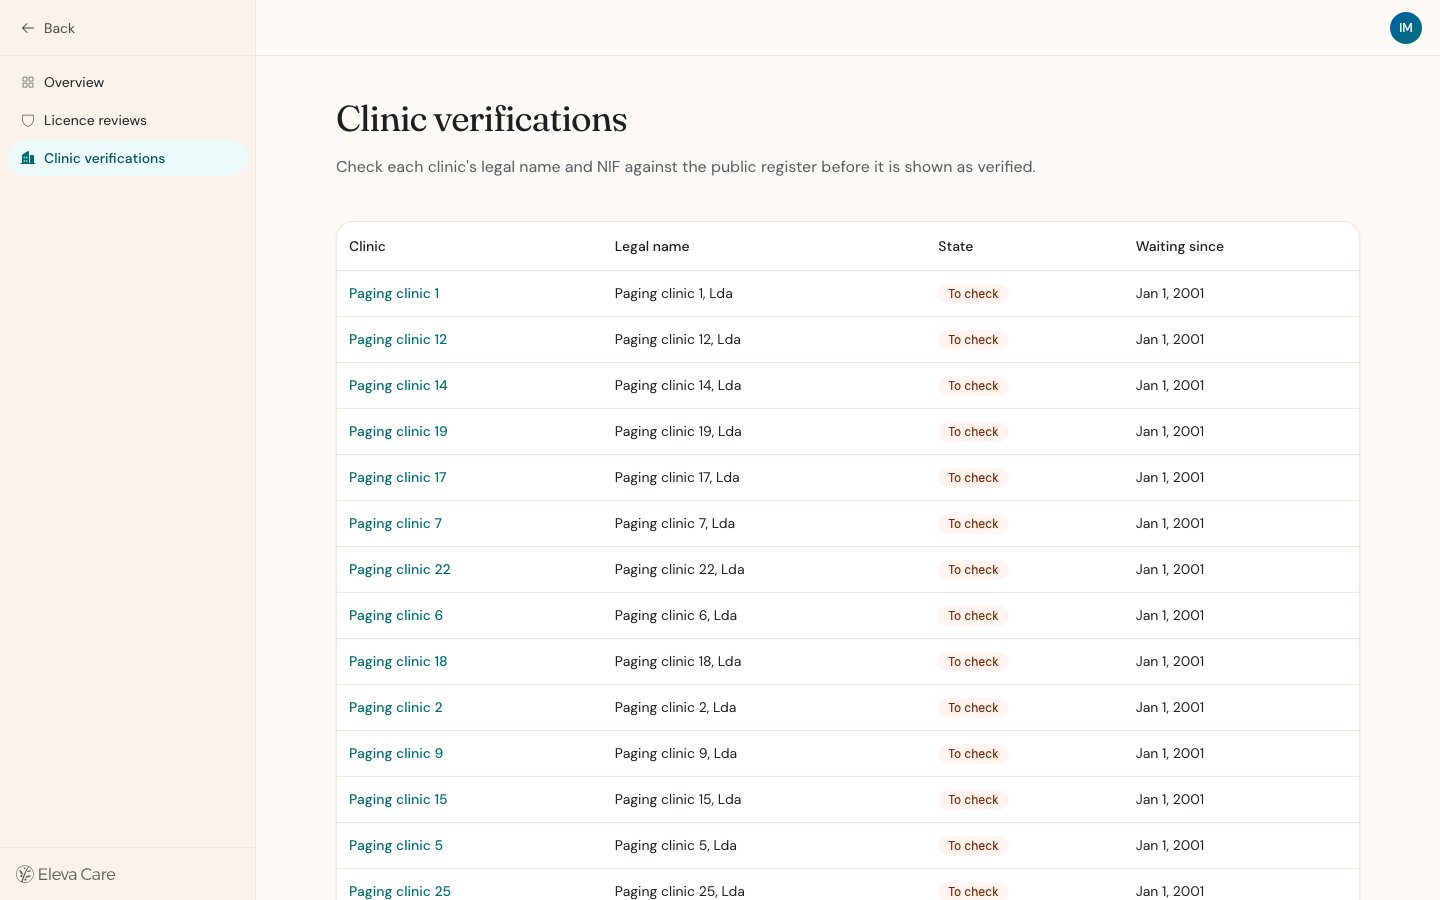 Back
IM
Overview
Licence reviews
Clinic verifications
Clinic verifications
Check each clinic's legal name and NIF against the public register before it is shown as verified.
Clinic Legal name State Waiting since
Paging clinic 1 Paging clinic 1, Lda To check Jan 1, 2001
Paging clinic 12 Paging clinic 12, Lda To check Jan 1, 2001
Paging clinic 14 Paging clinic 14, Lda To check Jan 1, 2001
Paging clinic 19 Paging clinic 19, Lda To check Jan 1, 2001
Paging clinic 17 Paging clinic 17, Lda To check Jan 1, 2001
Paging clinic 7 Paging clinic 7, Lda To check Jan 1, 2001
Paging clinic 22 Paging clinic 22, Lda To check Jan 1, 2001
Paging clinic 6 Paging clinic 6, Lda To check Jan 1, 2001
Paging clinic 18 Paging clinic 18, Lda To check Jan 1, 2001
Paging clinic 2 Paging clinic 2, Lda To check Jan 1, 2001
Paging clinic 9 Paging clinic 9, Lda To check Jan 1, 2001
Paging clinic 15 Paging clinic 15, Lda To check Jan 1, 2001
Paging clinic 5 Paging clinic 5, Lda To check Jan 1, 2001
Paging clinic 25 Paging clinic 25, Lda To check Jan 1, 2001
Eleva Care